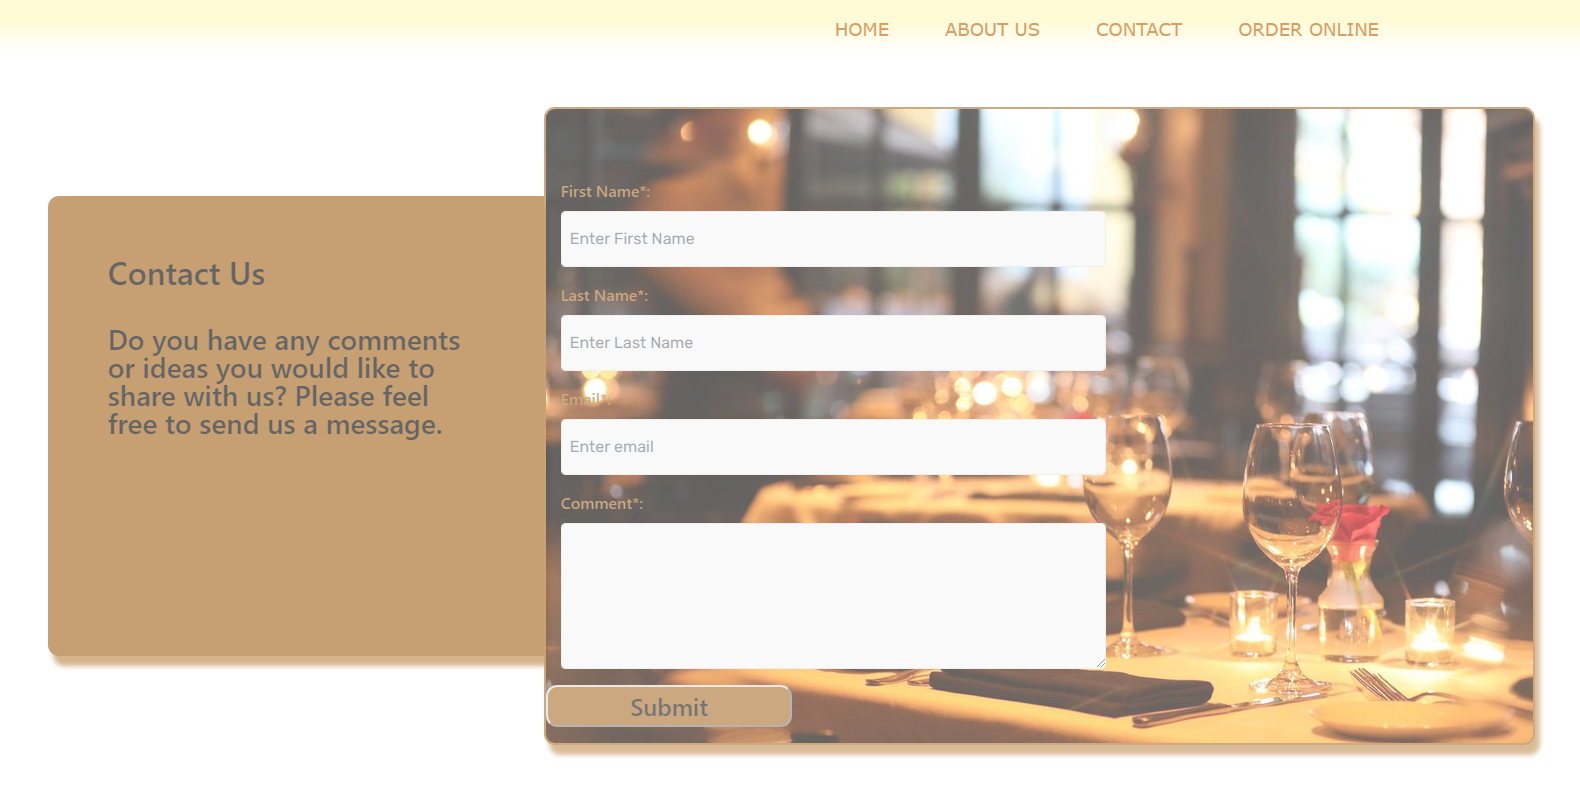 HOME ABOUT US CONTACT ORDER ONLINE
Contact Us
Do you have any comments
or ideas you would like to
share with us? Please feel
free to send us a message.
First Name*:
Enter First Name
Last Name*:
Enter Last Name
Email*:
Enter email
Comment*:
Submit